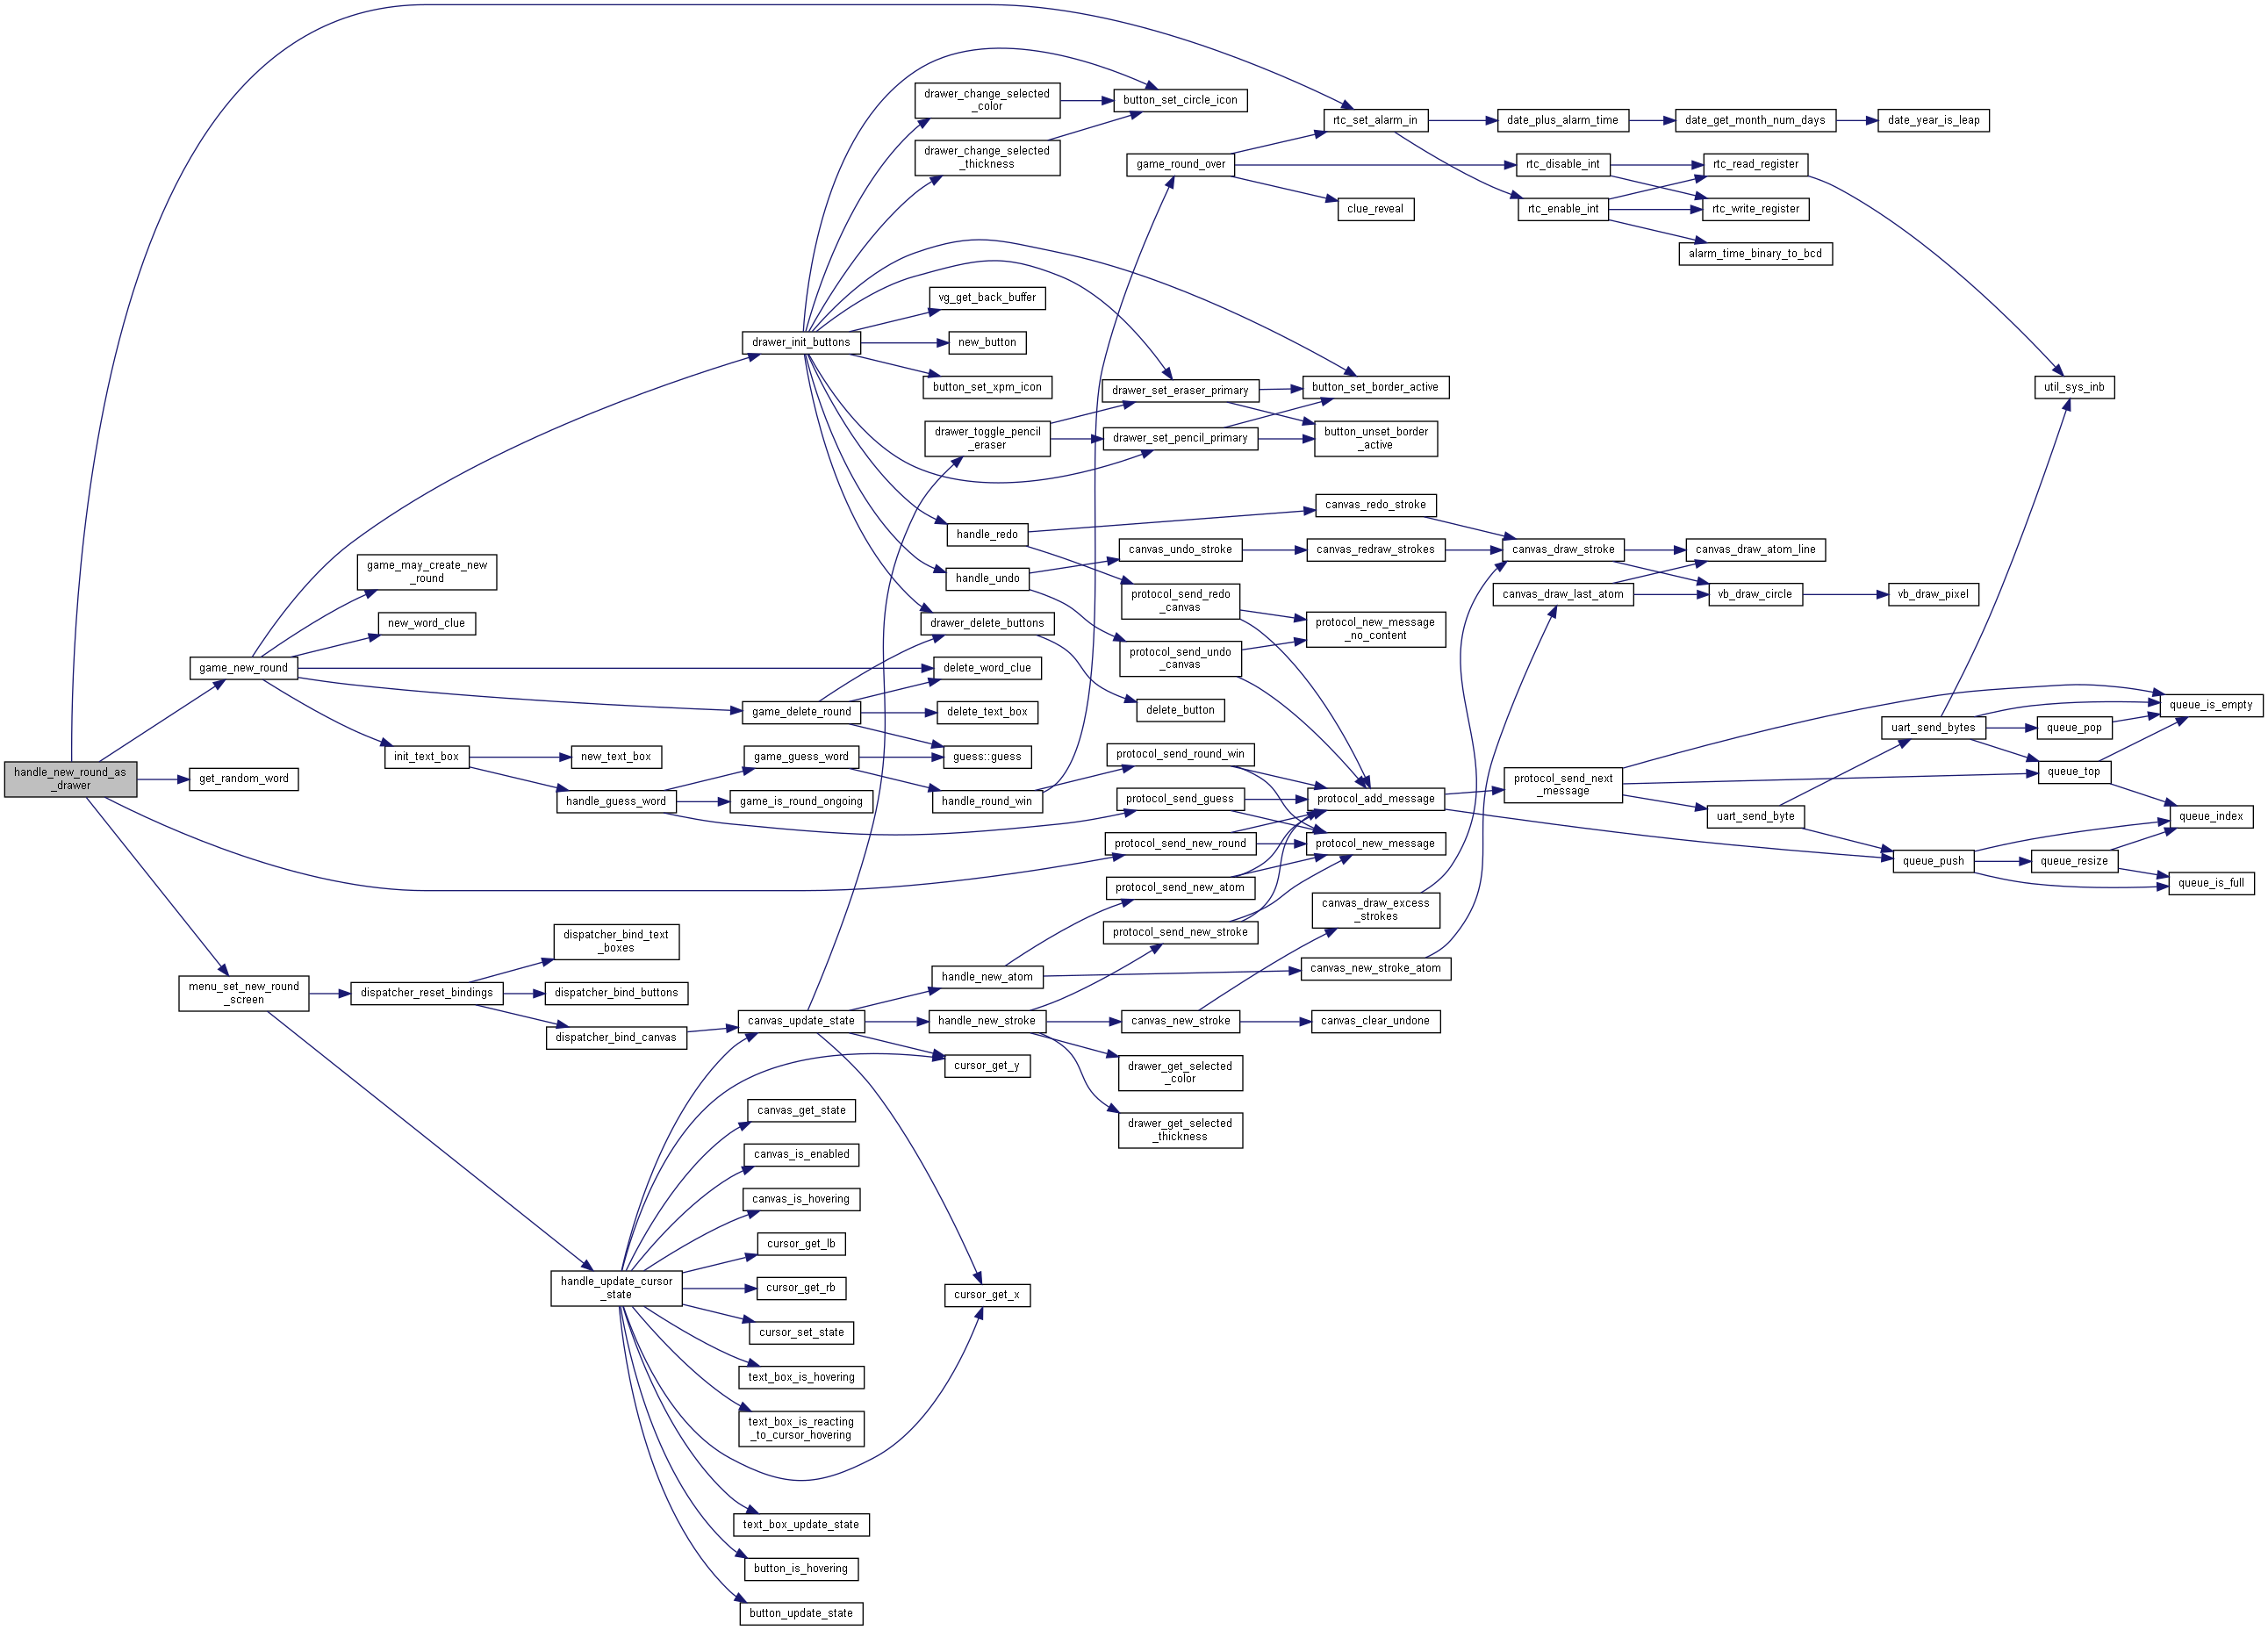 handle_new_round_as
_drawer
game_new_round
get_random_word
menu_set_new_round
_screen
game_may_create_new
_round
new_word_clue
init_text_box
dispatcher_reset_bindings
new_text_box
handle_guess_word
dispatcher_bind_text
_boxes
dispatcher_bind_buttons
dispatcher_bind_canvas
handle_update_cursor
_state
drawer_init_buttons
game_delete_round
game_guess_word
game_is_round_ongoing
canvas_update_state
canvas_get_state
canvas_is_enabled
canvas_is_hovering
cursor_get_lb
cursor_get_rb
cursor_set_state
text_box_is_hovering
text_box_is_reacting
_to_cursor_hovering
text_box_update_state
button_is_hovering
button_update_state
drawer_change_selected
_color
drawer_change_selected
_thickness
vg_get_back_buffer
new_button
button_set_xpm_icon
drawer_toggle_pencil
_eraser
handle_redo
handle_undo
drawer_delete_buttons
delete_word_clue
delete_text_box
guess::guess
handle_round_win
handle_new_atom
handle_new_stroke
cursor_get_y
cursor_get_x
button_set_circle_icon
game_round_over
drawer_set_eraser_primary
drawer_set_pencil_primary
canvas_undo_stroke
protocol_send_redo
_canvas
protocol_send_undo
_canvas
delete_button
protocol_send_round_win
protocol_send_guess
protocol_send_new_round
protocol_send_new_atom
protocol_send_new_stroke
canvas_new_stroke
drawer_get_selected
_color
drawer_get_selected
_thickness
rtc_set_alarm_in
clue_reveal
button_set_border_active
button_unset_border
_active
canvas_redo_stroke
canvas_redraw_strokes
protocol_new_message
_no_content
protocol_add_message
protocol_new_message
canvas_draw_excess
_strokes
canvas_new_stroke_atom
canvas_clear_undone
date_plus_alarm_time
rtc_disable_int
rtc_enable_int
canvas_draw_stroke
canvas_draw_last_atom
protocol_send_next
_message
date_get_month_num_days
rtc_read_register
rtc_write_register
alarm_time_binary_to_bcd
canvas_draw_atom_line
vb_draw_circle
uart_send_byte
date_year_is_leap
vb_draw_pixel
uart_send_bytes
queue_push
util_sys_inb
queue_pop
queue_top
queue_resize
queue_is_empty
queue_index
queue_is_full